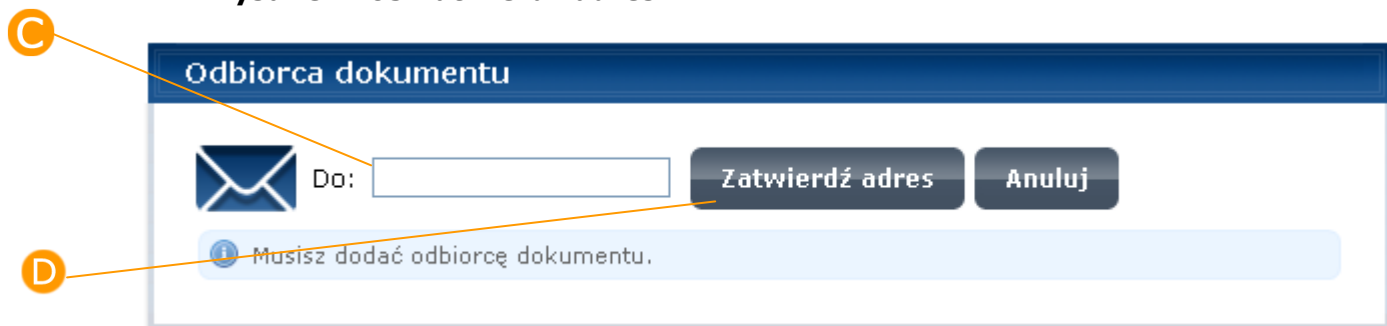 C
Odbiorca dokumentu
Do: Zatwierdź adres Anuluj
D
Musisz dodać odbiorcę dokumentu.